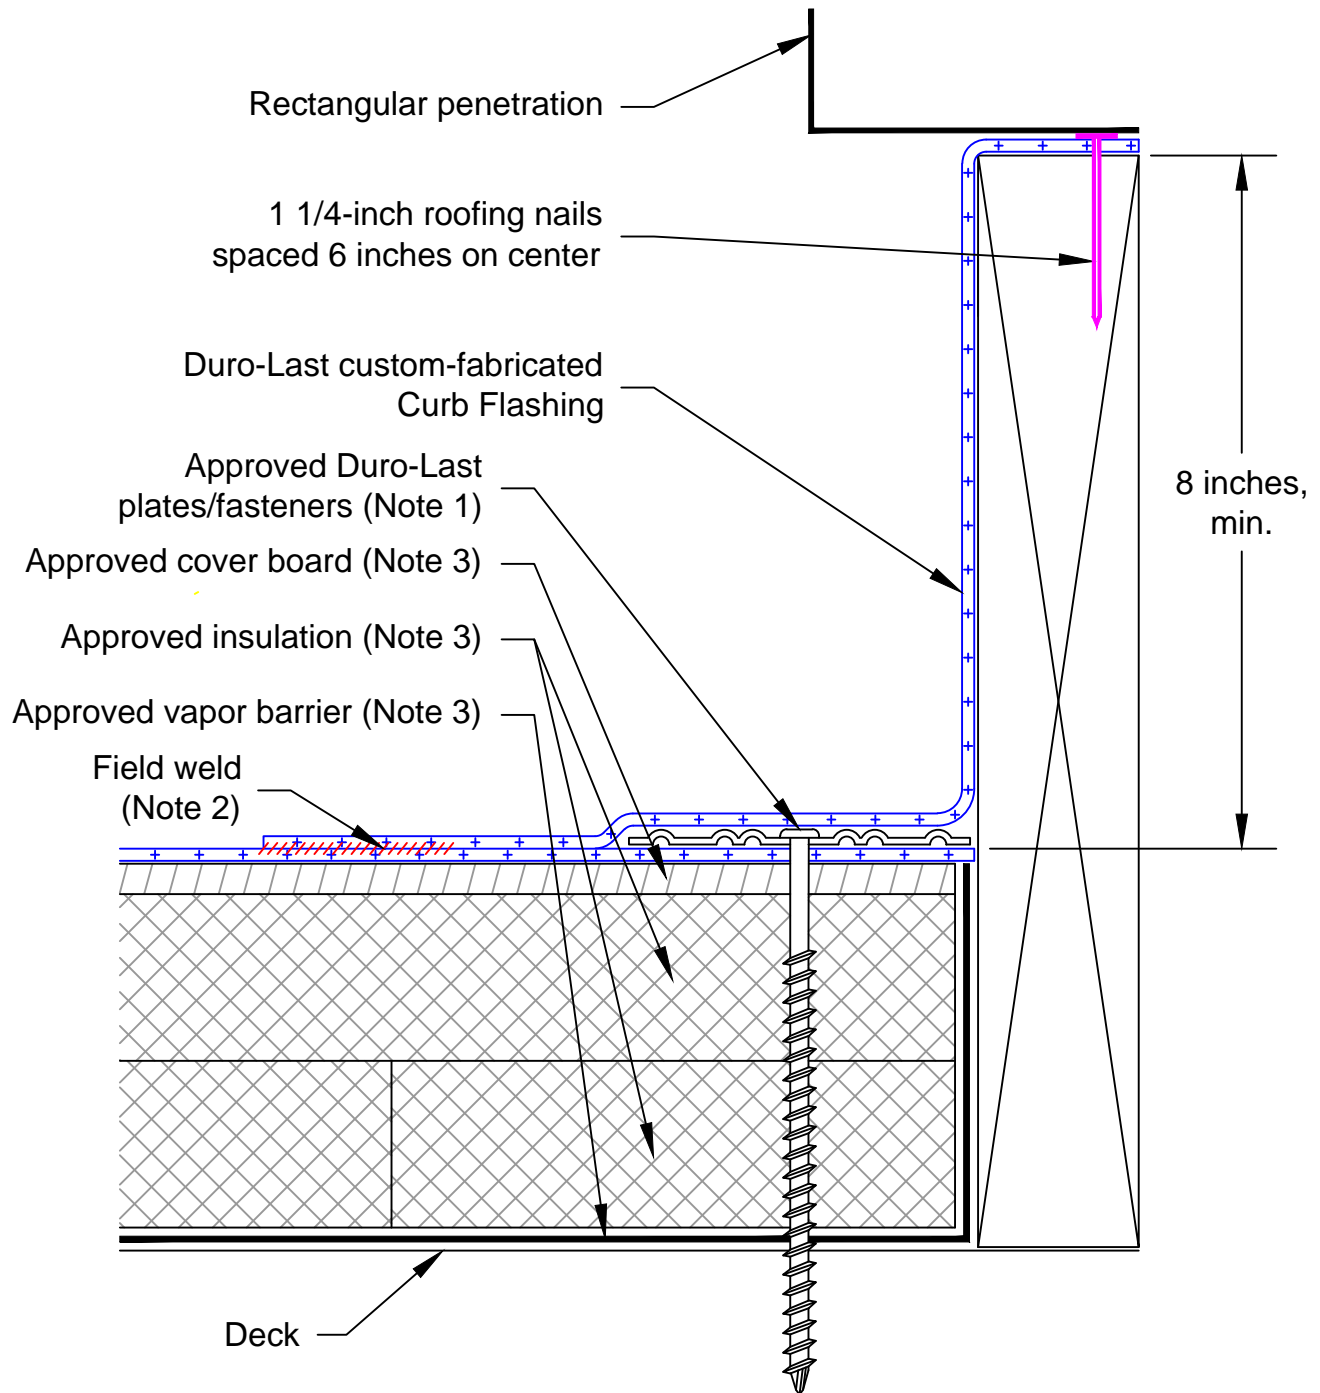 Rectangular penetration
1 1/4-inch roofing nails
spaced 6 inches on center
Duro-Last custom-fabricated
Curb Flashing
Approved Duro-Last
plates/fasteners (Note 1)
8 inches,
min.
Approved cover board (Note 3)
Approved insulation (Note 3)
Approved vapor barrier (Note 3)
Field weld
(Note 2)
Deck